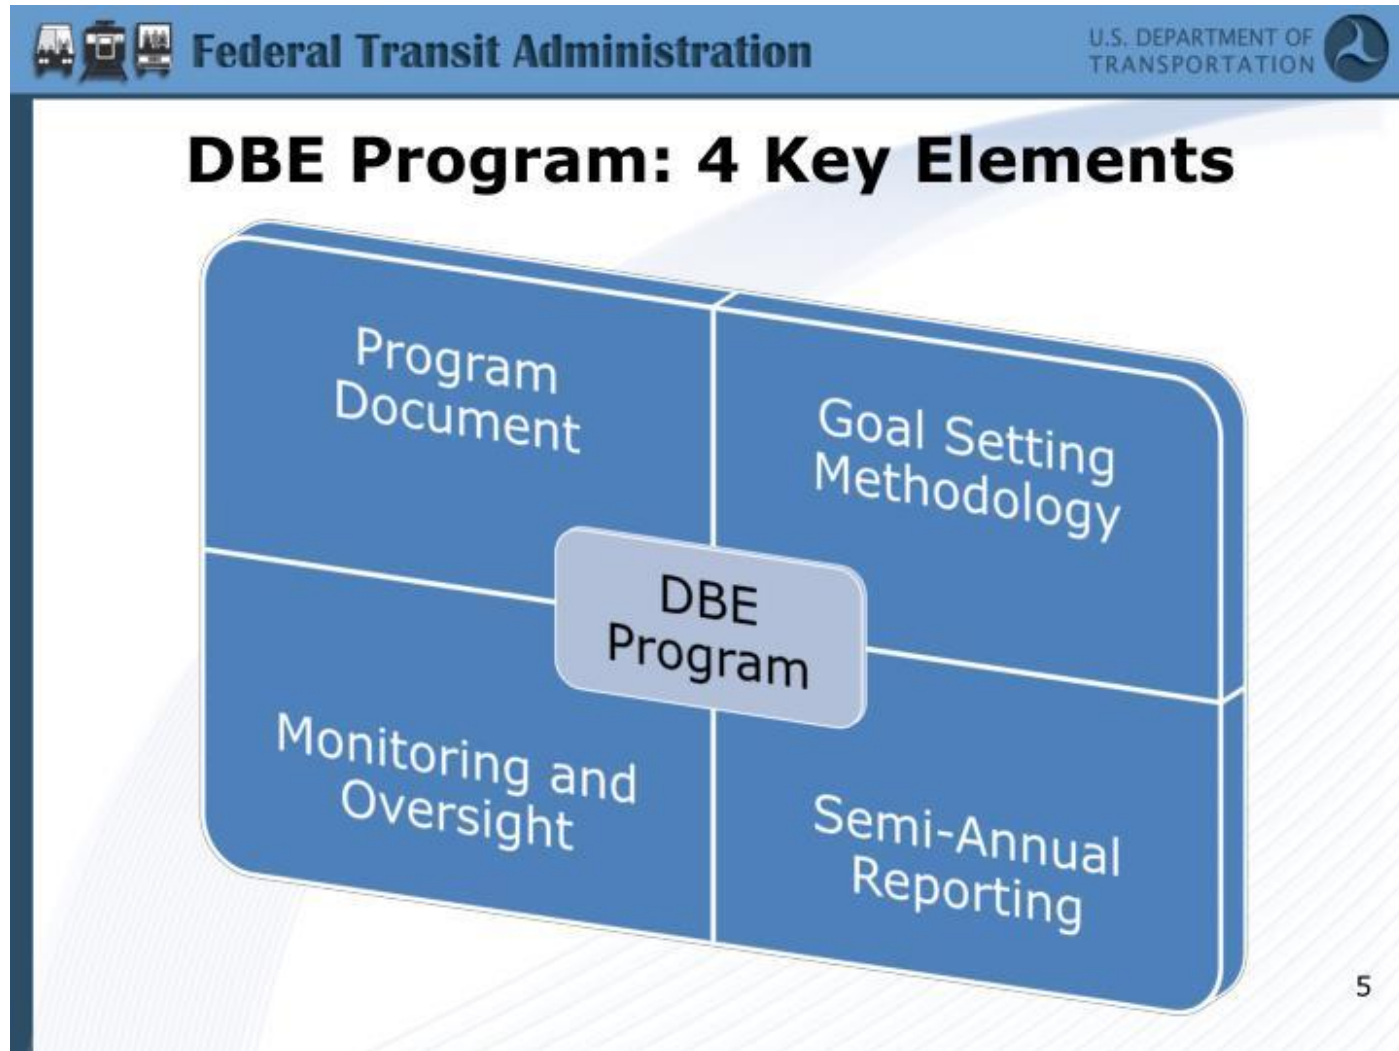 Federal Transit Administration
U.S. DEPARTMENT OF
TRANSPORTATION
DBE Program: 4 Key Elements
Program
Document
Goal Setting
Methodology
DBE
Program
Monitoring and
Oversight
Semi-Annual
Reporting
5